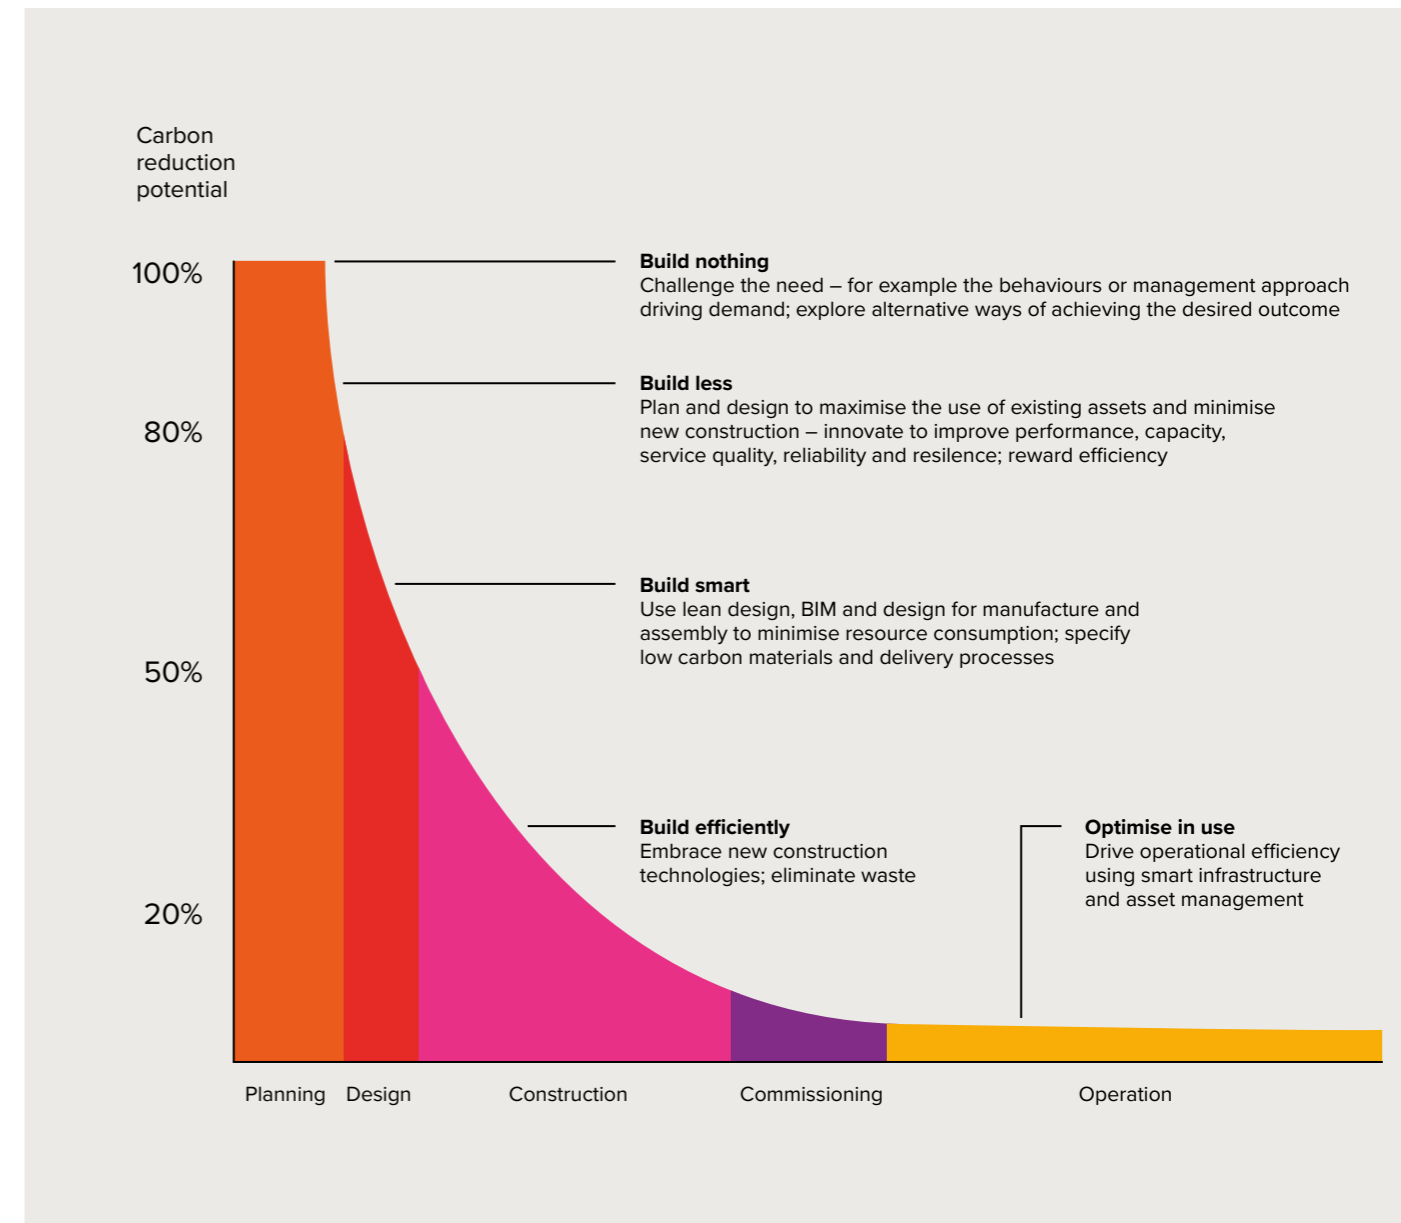 Carbon
reduction
potential
100%
80%
50%
20%
Build nothing
Challenge the need – for example the behaviours or management approach
driving demand; explore alternative ways of achieving the desired outcome
Build less
Plan and design to maximise the use of existing assets and minimise
new construction – innovate to improve performance, capacity,
service quality, reliability and resilence; reward efficiency
Build smart
Use lean design, BIM and design for manufacture and
assembly to minimise resource consumption; specify
low carbon materials and delivery processes
Build efficiently
Embrace new construction
technologies; eliminate waste
Optimise in use
Drive operational efficiency
using smart infrastructure
and asset management
Planning
Design
Construction
Commissioning
Operation